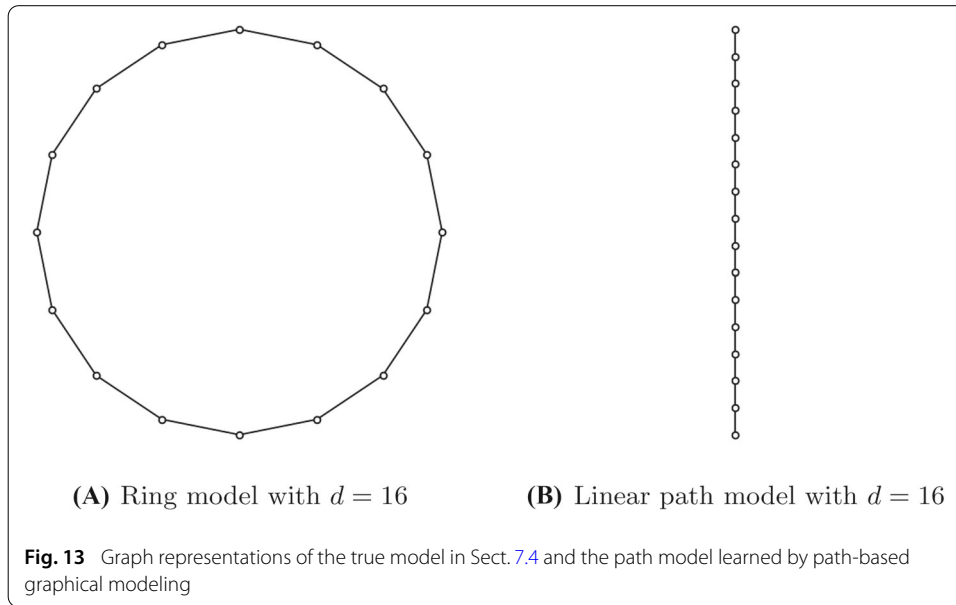 (A) Ring model with d = 16
(B) Linear path model with d = 16
Fig. 13 Graph representations of the true model in Sect. 7.4 and the path model learned by path-based
graphical modeling